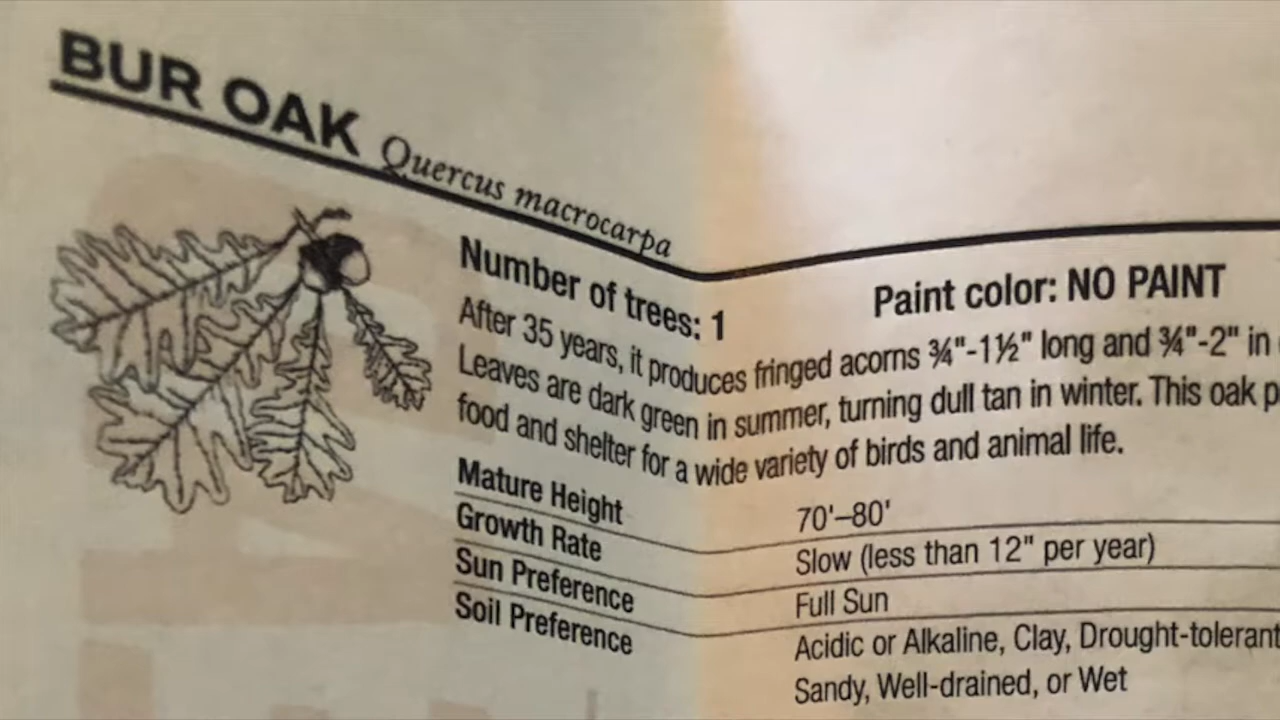 BUR OAK Quercus macrocarpa
Number of trees: 1 Paint color: NO PAINT
After 35 years, it produces fringed acorns ¾"-1½" long and ¾"-2" in
Leaves are dark green in summer, turning dull tan in winter. This oak
food and shelter for a wide variety of birds and animal life.
Mature Height 70'–80'
Growth Rate Slow (less than 12" per year)
Sun Preference Full Sun
Soil Preference Acidic or Alkaline, Clay, Drought-tolerant
Sandy, Well-drained, or Wet